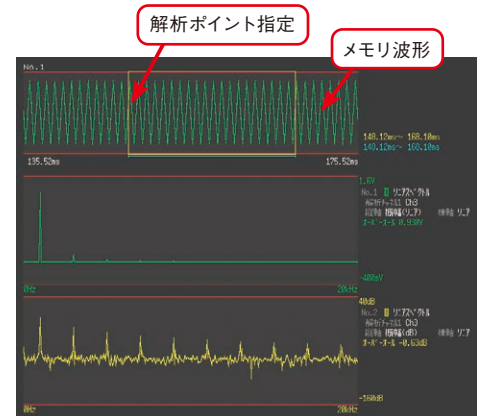 解析ポイント指定
メモリ波形
No.1
148.12ms~ 168.10ms
148.12ms~ 168.10ms
135.52ms
175.52ms
1.6V
No.1 リニアスペクトル
解析チャネル1 Ch3
縦軸 振幅(リニア) 横軸 リニア
オーバーオール 0.930V
-400mV
0Hz
20kHz
40dB
No.2 リニアスペクトル
解析チャネル1 Ch3
縦軸 振幅(dB) 横軸 リニア
オーバーオール -0.63dB
-160dB
0Hz
20kHz